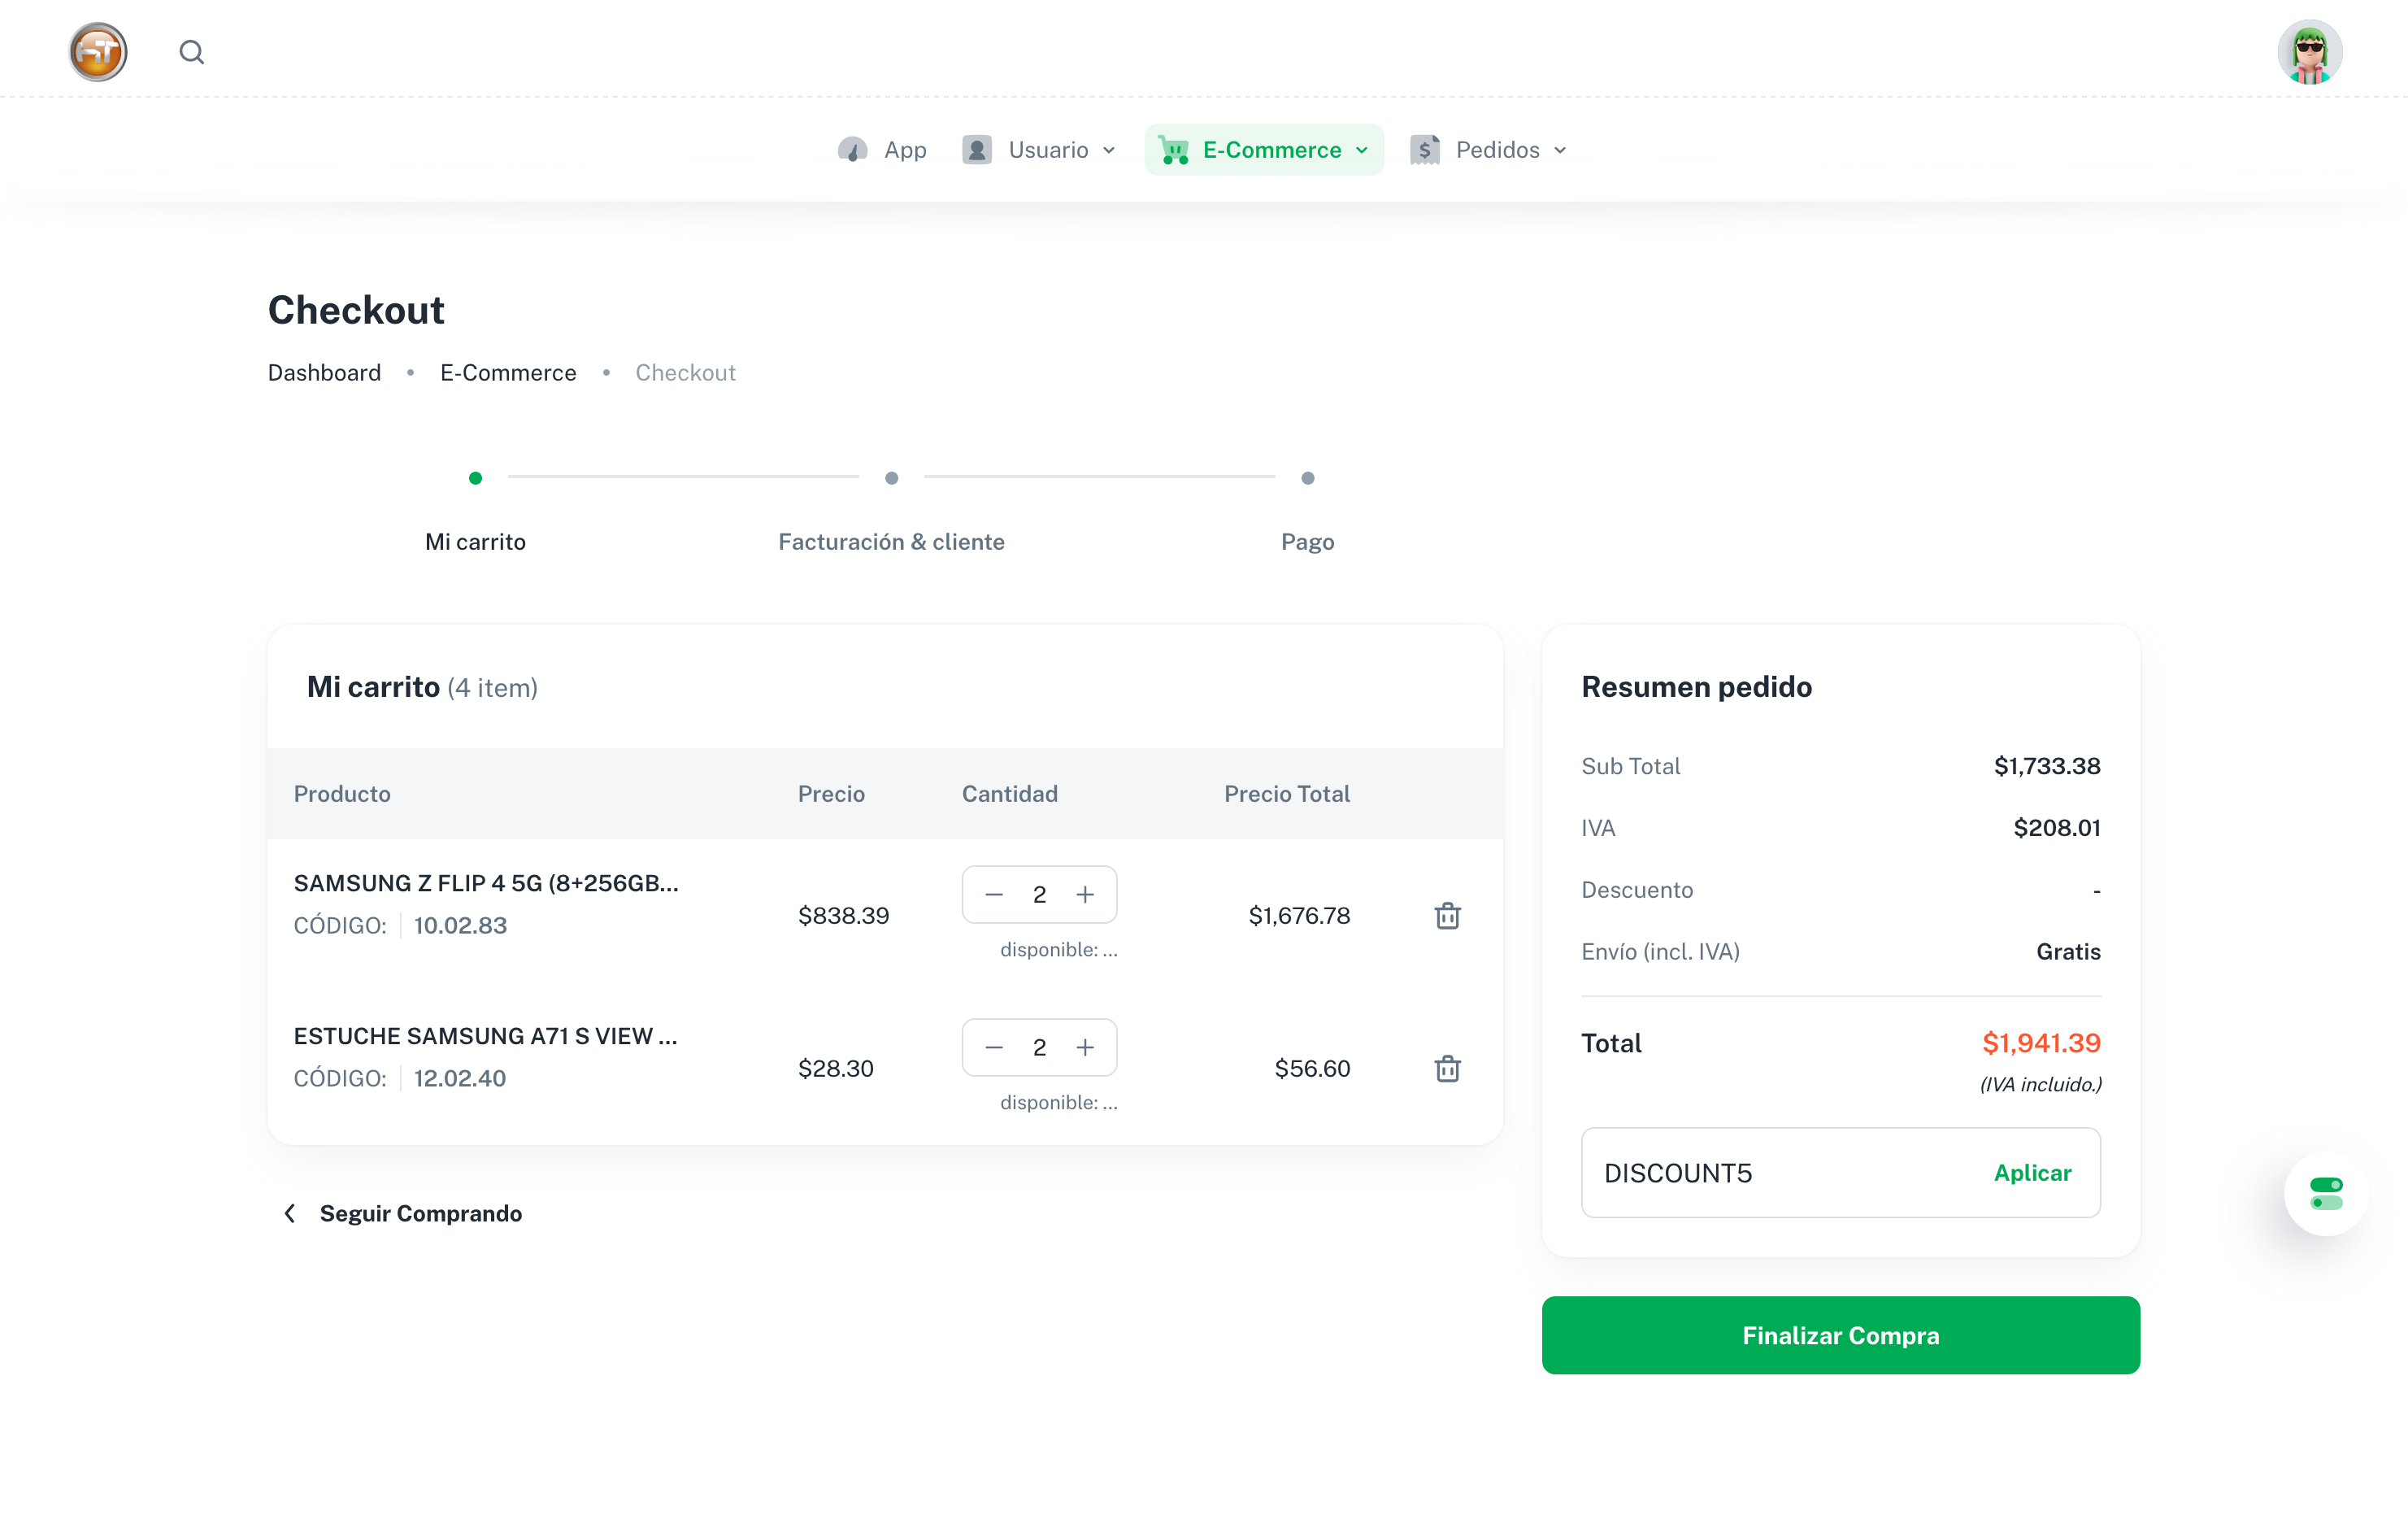 HT
App
Usuario
E-Commerce
Pedidos
Checkout
Dashboard • E-Commerce • Checkout
Mi carrito
Facturación & cliente
Pago
Mi carrito (4 item)
Producto Precio Cantidad Precio Total
SAMSUNG Z FLIP 4 5G (8+256GB...
CÓDIGO: 10.02.83
$838.39
2
disponible: ...
$1,676.78
ESTUCHE SAMSUNG A71 S VIEW ...
CÓDIGO: 12.02.40
$28.30
2
disponible: ...
$56.60
Seguir Comprando
Resumen pedido
Sub Total $1,733.38
IVA $208.01
Descuento -
Envío (incl. IVA) Gratis
Total $1,941.39
(IVA incluido.)
DISCOUNT5 Aplicar
Finalizar Compra